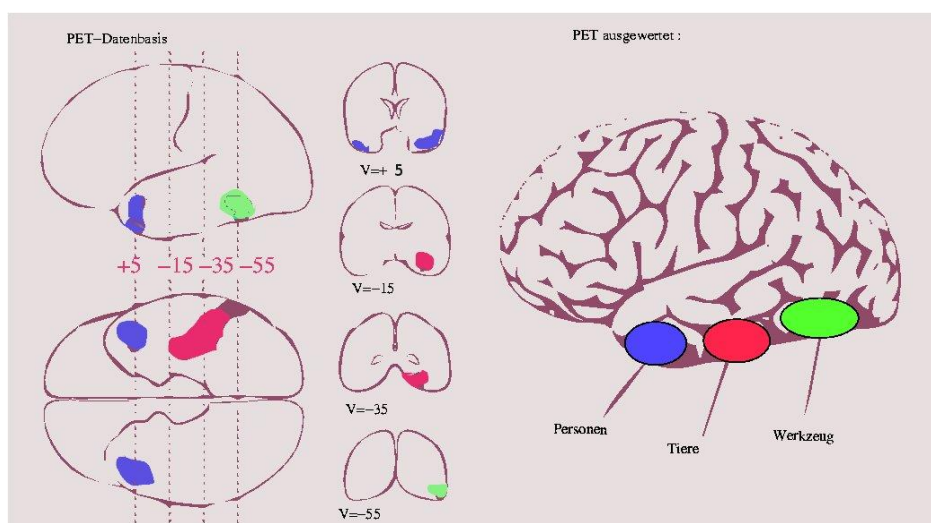 PET-Datenbasis
PET ausgewertet :
V=+ 5
+5 -15 -35 -55
V=-15
V=-35
V=-55
Personen
Tiere
Werkzeug